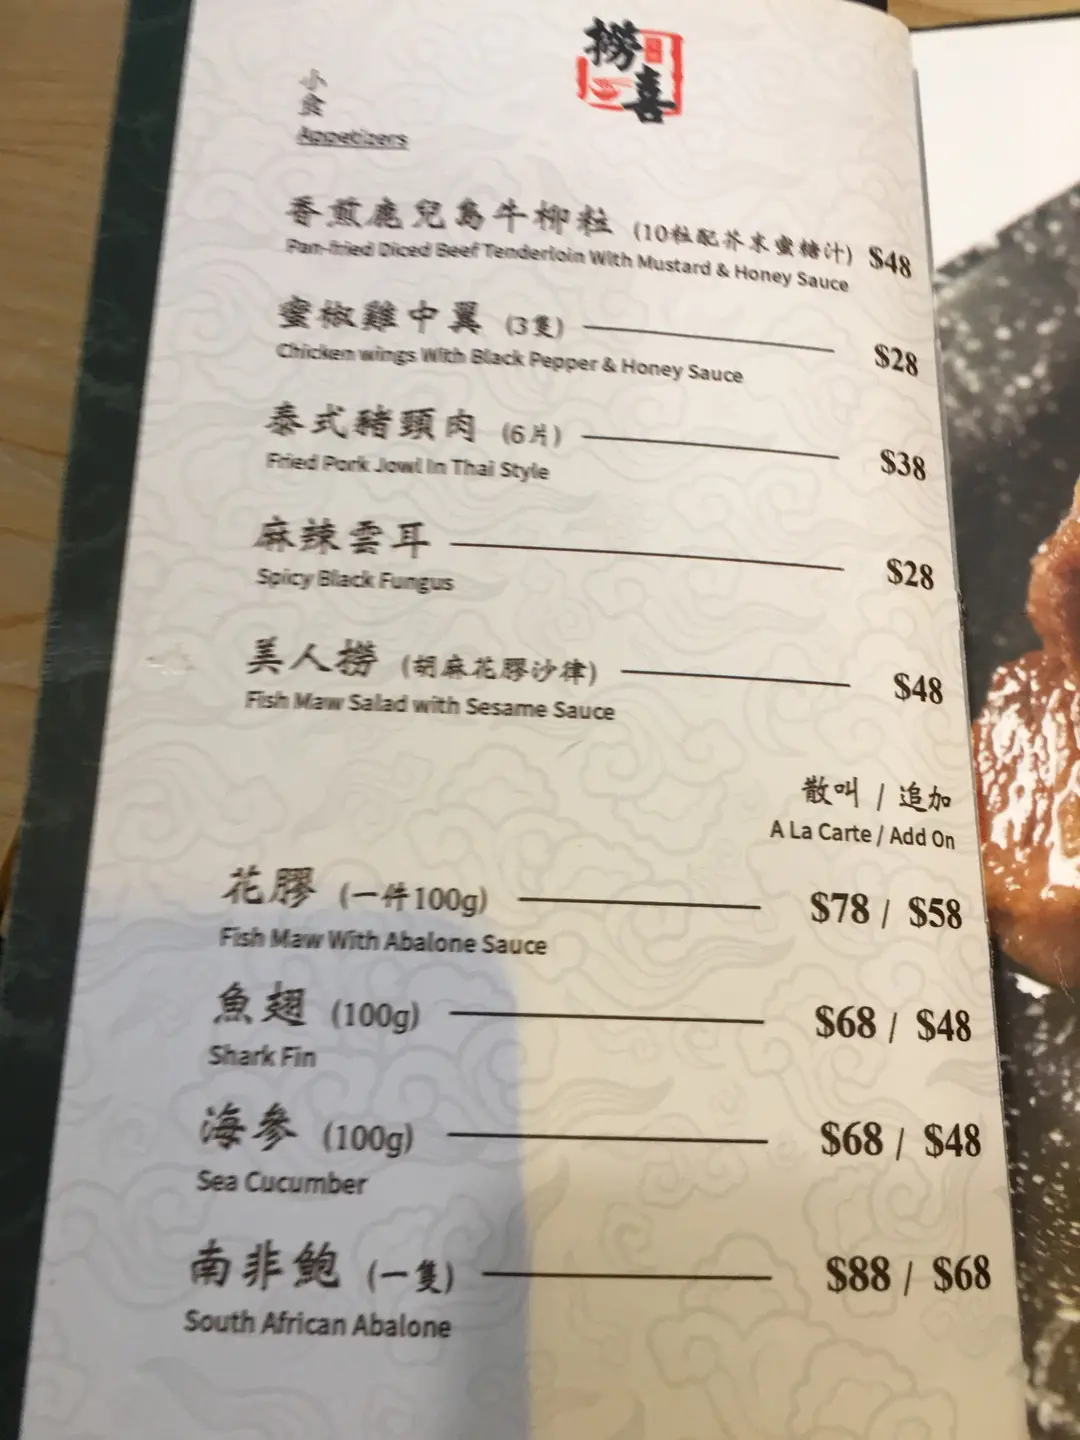 撈喜
小食
Appetizers
香煎鹿兒島牛柳粒 (10粒配芥末蜜糖汁) $48
Pan-fried Diced Beef Tenderloin With Mustard & Honey Sauce
蜜椒雞中翼 (3隻) $28
Chicken wings With Black Pepper & Honey Sauce
泰式豬頸肉 (6片) $38
Fried Pork Jowl In Thai Style
麻辣雲耳 $28
Spicy Black Fungus
美人撈 (胡麻花膠沙律) $48
Fish Maw Salad with Sesame Sauce
散叫 / 追加
A La Carte / Add On
花膠 (一件100g) $78 / $58
Fish Maw With Abalone Sauce
魚翅 (100g) $68 / $48
Shark Fin
海參 (100g) $68 / $48
Sea Cucumber
南非鮑 (一隻) $88 / $68
South African Abalone